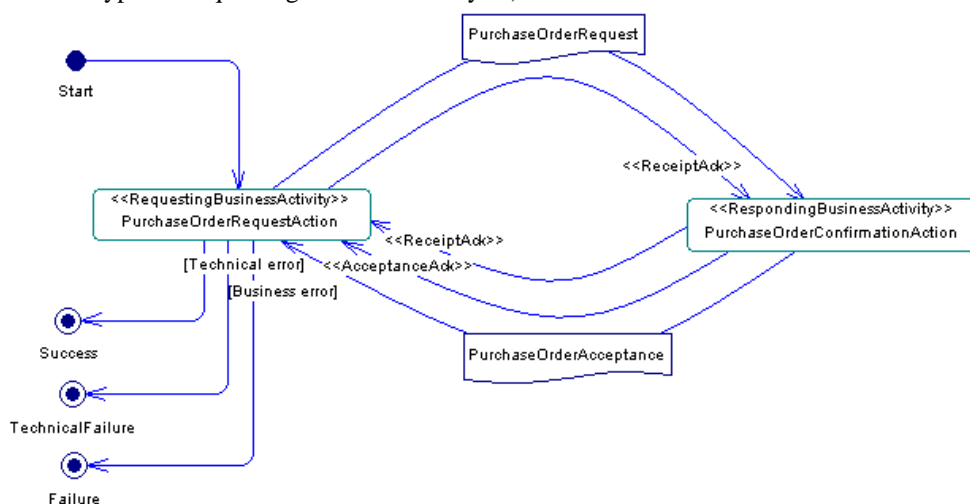 PurchaseOrderRequest
Start
<<ReceiptAck>>
<<RequestingBusinessActivity>>
PurchaseOrderRequestAction
<<RespondingBusinessActivity>>
PurchaseOrderConfirmationAction
<<ReceiptAck>>
[Technical error]
<<AcceptanceAck>>
[Business error]
Success
PurchaseOrderAcceptance
TechnicalFailure
Failure